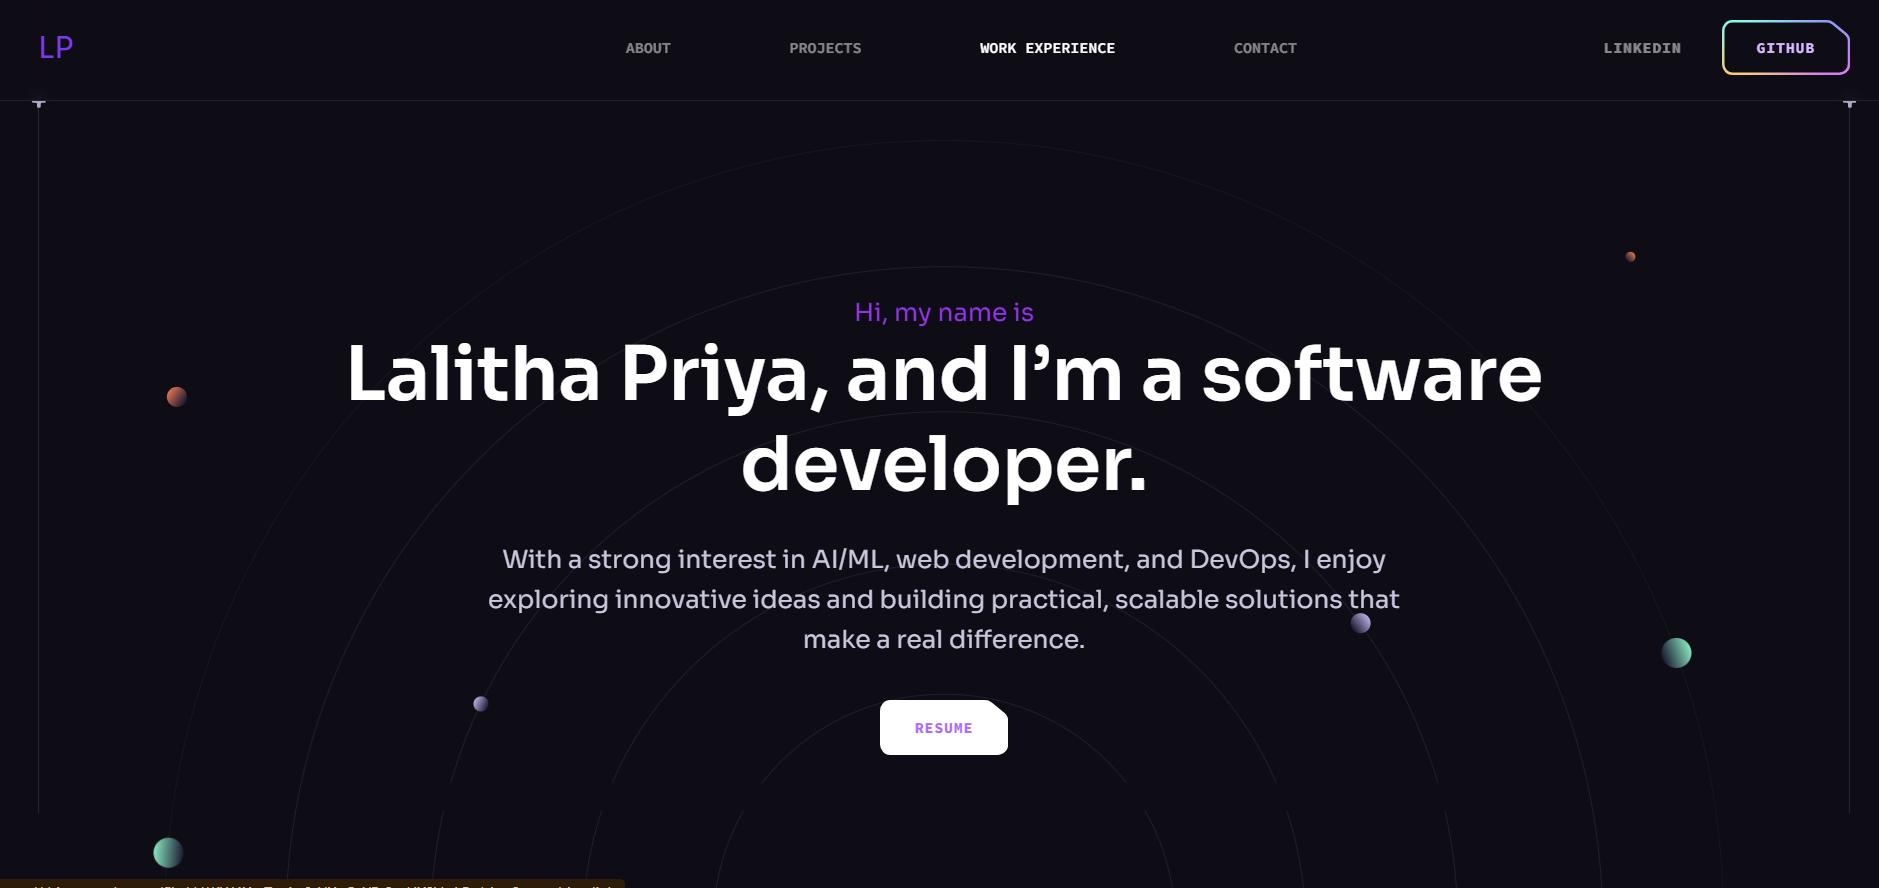 LP
ABOUT
PROJECTS
WORK EXPERIENCE
CONTACT
LINKEDIN
GITHUB
Hi, my name is
Lalitha Priya, and I’m a software
developer.
With a strong interest in AI/ML, web development, and DevOps, I enjoy
exploring innovative ideas and building practical, scalable solutions that
make a real difference.
RESUME